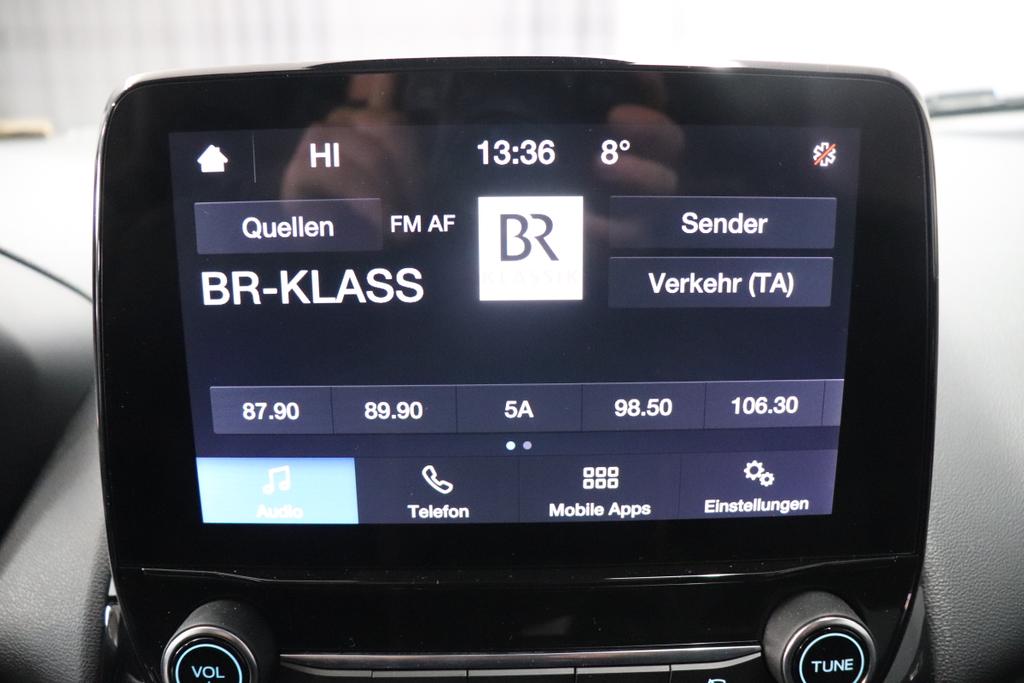 HI 13:36 8°
Quellen FM AF BR Sender
KLASSIK
BR-KLASS Verkehr (TA)
87.90 89.90 5A 98.50 106.30
Audio Telefon Mobile Apps Einstellungen
VOL TUNE